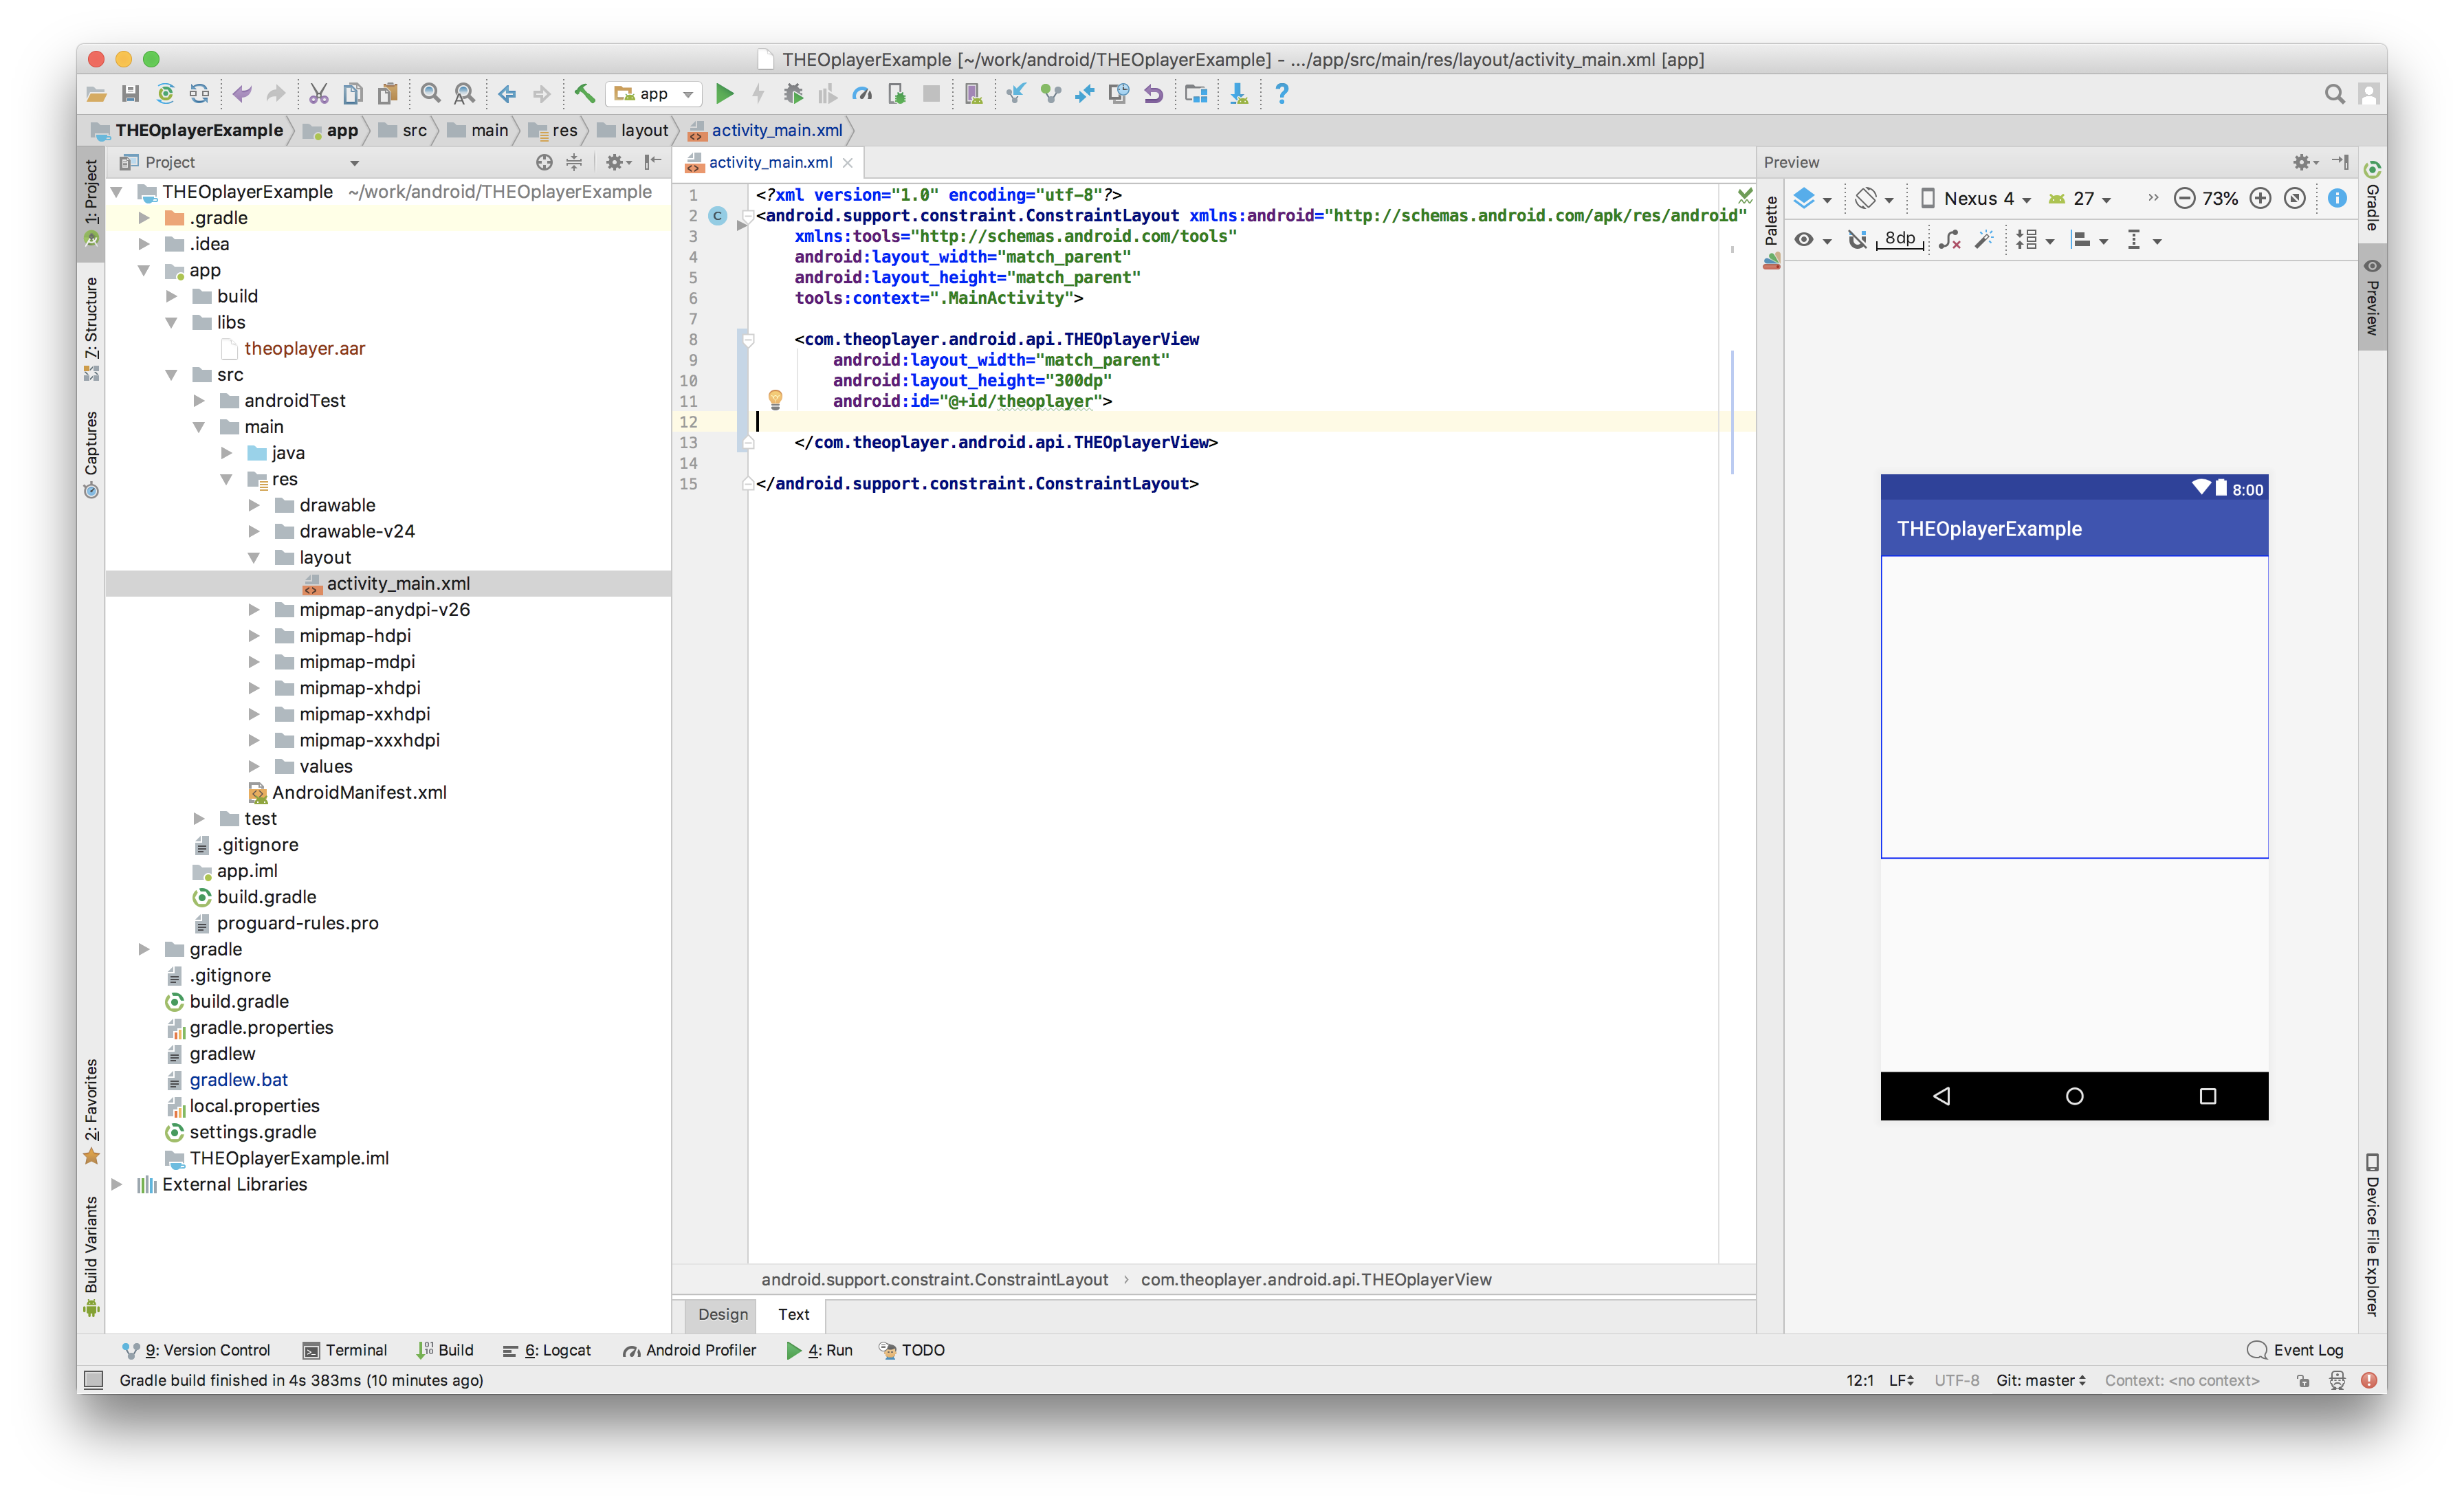 THEOplayerExample [~/work/android/THEOplayerExample] - .../app/src/main/res/layout/activity_main.xml [app]
app
THEOplayerExample app src main res layout activity_main.xml
1: Project
Z: Structure
Captures
2: Favorites
Build Variants
Project
THEOplayerExample ~/work/android/THEOplayerExample
.gradle
.idea
app
build
libs
theoplayer.aar
src
androidTest
main
java
res
drawable
drawable-v24
layout
activity_main.xml
mipmap-anydpi-v26
mipmap-hdpi
mipmap-mdpi
mipmap-xhdpi
mipmap-xxhdpi
mipmap-xxxhdpi
values
AndroidManifest.xml
test
.gitignore
app.iml
build.gradle
proguard-rules.pro
gradle
.gitignore
build.gradle
gradle.properties
gradlew
gradlew.bat
local.properties
settings.gradle
THEOplayerExample.iml
External Libraries
activity_main.xml
1 <?xml version="1.0" encoding="utf-8"?>
2 C <android.support.constraint.ConstraintLayout xmlns:android="http://schemas.android.com/apk/res/android"
3 xmlns:tools="http://schemas.android.com/tools"
4 android:layout_width="match_parent"
5 android:layout_height="match_parent"
6 tools:context=".MainActivity">
7
8 <com.theoplayer.android.api.THEOplayerView
9 android:layout_width="match_parent"
10 android:layout_height="300dp"
11 android:id="@+id/theoplayer">
12
13 </com.theoplayer.android.api.THEOplayerView>
14
15 </android.support.constraint.ConstraintLayout>
android.support.constraint.ConstraintLayout › com.theoplayer.android.api.THEOplayerView
Design Text
Preview
Palette
Nexus 4 27 » 73%
8dp
8:00
THEOplayerExample
Gradle
Preview
Device File Explorer
9: Version Control Terminal Build 6: Logcat Android Profiler 4: Run TODO Event Log
Gradle build finished in 4s 383ms (10 minutes ago) 12:1 LF UTF-8 Git: master Context: <no context>